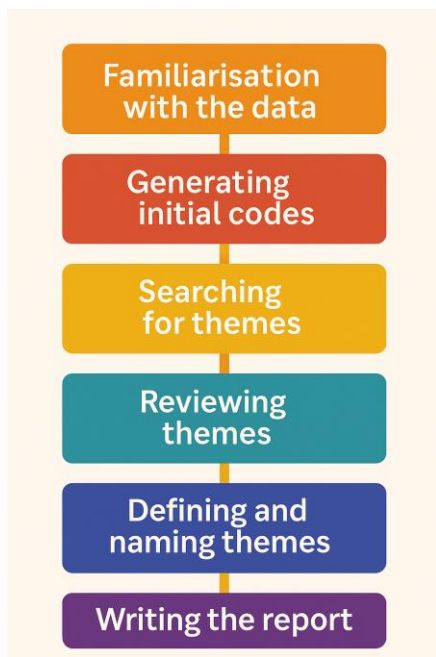 Familiarisation
with the data
Generating
initial codes
Searching
for themes
Reviewing
themes
Defining and
naming themes
Writing the report